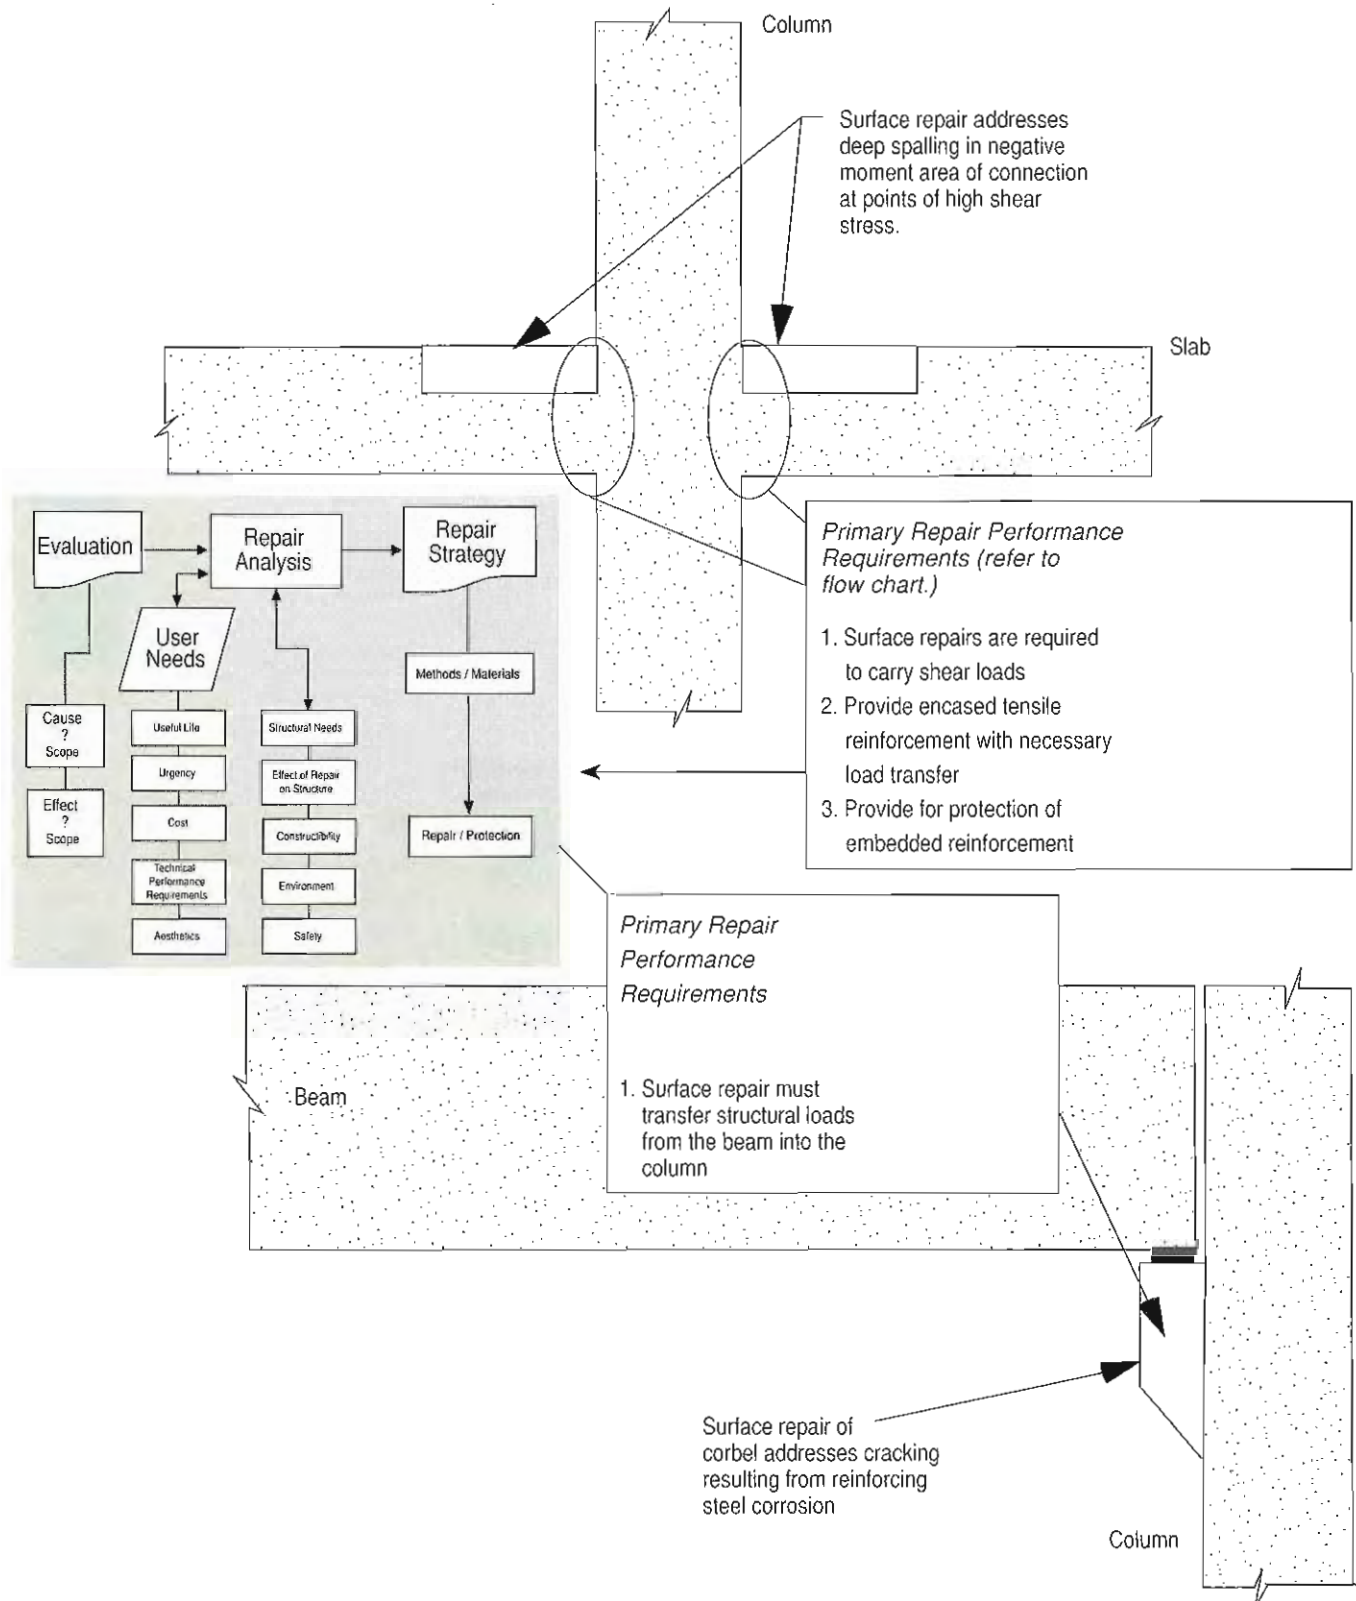 Column
Surface repair addresses
deep spalling in negative
moment area of connection
at points of high shear
stress.
Slab
Evaluation
Repair
Analysis
Repair
Strategy
User
Needs
Methods / Materials
Cause
?
Scope
Effect
?
Scope
Useful Life
Urgency
Cost
Technical
Performance
Requirements
Aesthetics
Structural Needs
Effect of Repair
on Structure
Constructibility
Environment
Safety
Repair / Protection
Primary Repair Performance
Requirements (refer to
flow chart.)
1. Surface repairs are required
to carry shear loads
2. Provide encased tensile
reinforcement with necessary
load transfer
3. Provide for protection of
embedded reinforcement
Primary Repair
Performance
Requirements
1. Surface repair must
transfer structural loads
from the beam into the
column
Beam
Surface repair of
corbel addresses cracking
resulting from reinforcing
steel corrosion
Column